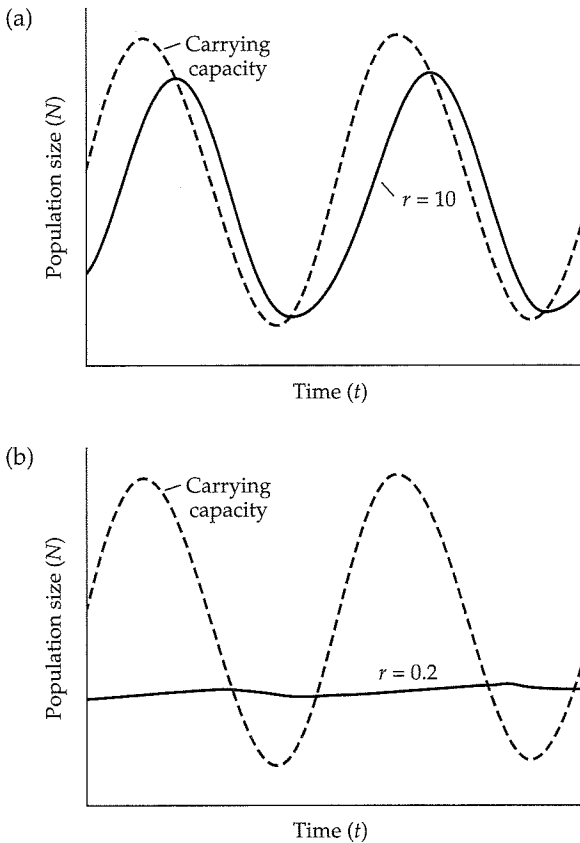 (a)
Carrying
capacity
Population size (N)
r = 10
Time (t)
(b)
Carrying
capacity
Population size (N)
r = 0.2
Time (t)